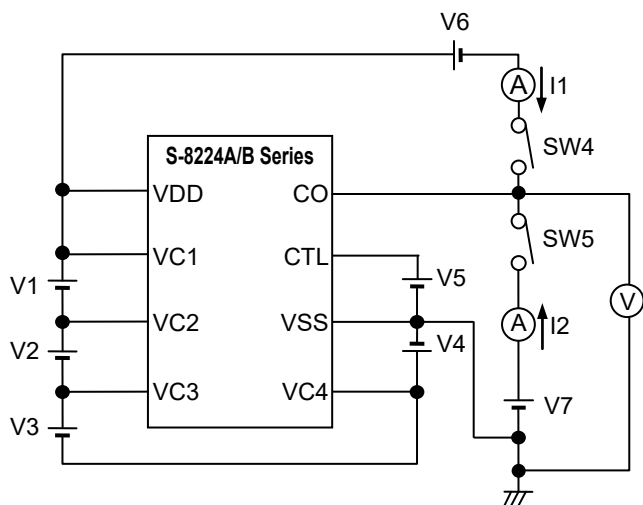 V6
A
I1
SW4
S-8224A/B Series
VDD
CO
VC1
CTL
SW5
V1
V5
V
VC2
VSS
A
I2
V2
V4
VC3
VC4
V7
V3